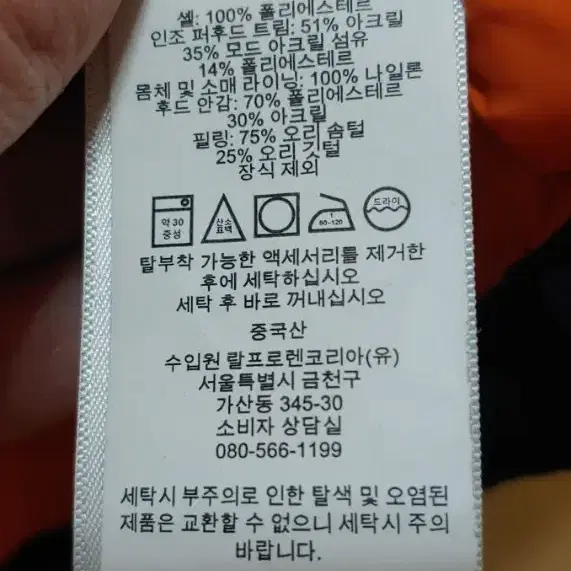 셸: 100% 폴리에스테르
인조 퍼후드 트림: 51% 아크릴
35% 모드 아크릴 섬유
14% 폴리에스테르
몸체 및 소매 라이닝: 100% 나일론
후드 안감: 70% 폴리에스테르
30% 아크릴
필링: 75% 오리 솜털
25% 오리 깃털
장식 제외
약 30
중성
산소
표백
1
80-120
드라이
탈부착 가능한 액세서리를 제거한
후에 세탁하십시오
세탁 후 바로 꺼내십시오
중국산
수입원 랄프로렌코리아(유)
서울특별시 금천구
가산동 345-30
소비자 상담실
080-566-1199
세탁시 부주의로 인한 탈색 및 오염된
제품은 교환할 수 없으니 세탁시 주의
바랍니다.